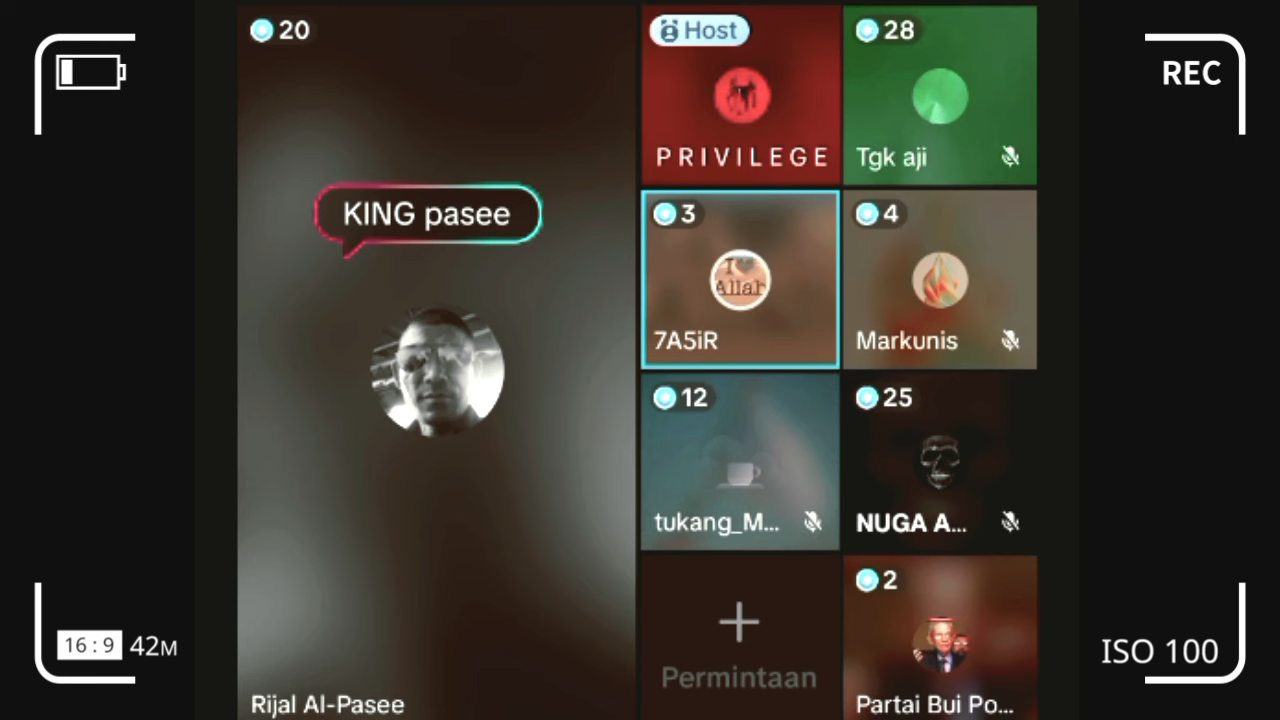 20
Host
28
REC
PRIVILEGE
Tgk aji
KING pasee
3
4
I
Allah
7A5iR
Markunis
12
25
tukang_M...
NUGA A...
2
16:9 42M
Permintaan
ISO 100
Rijal Al-Pasee
Partai Bui Po...